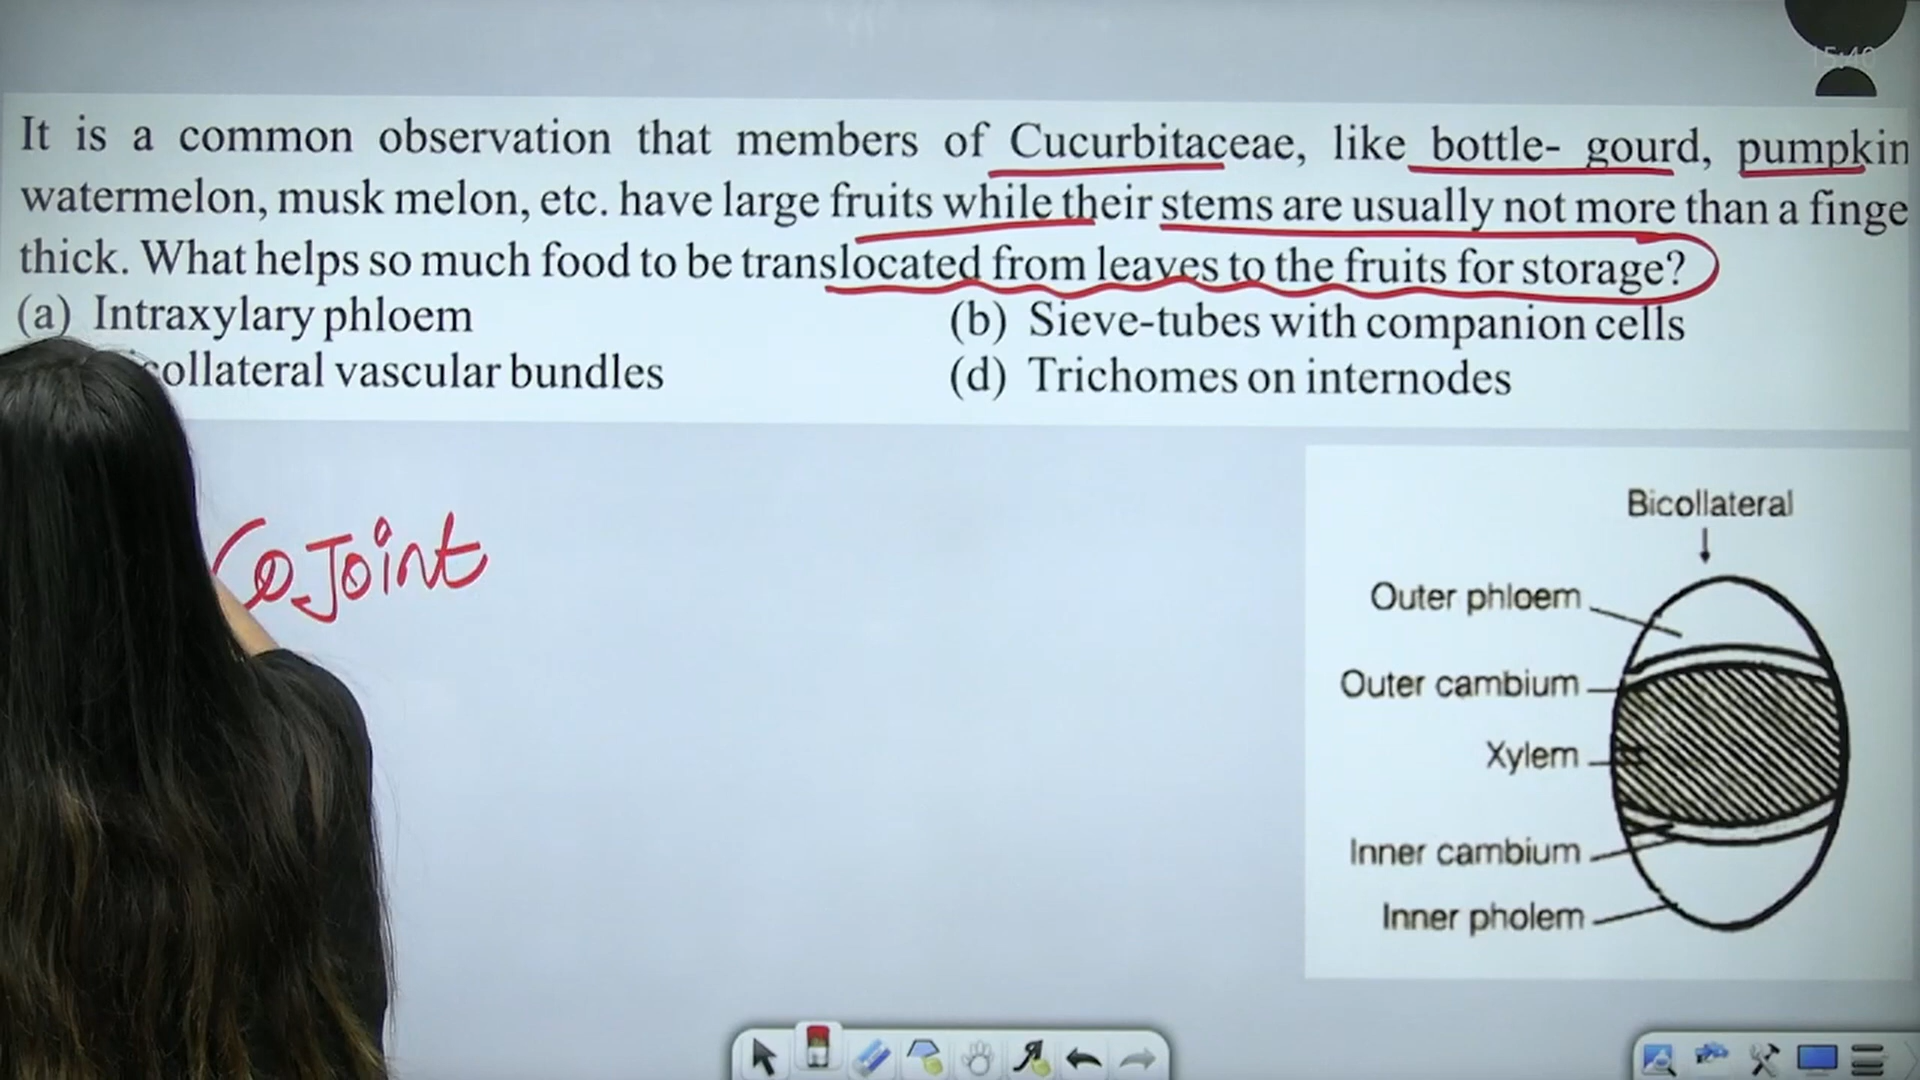 15:40
It is a common observation that members of Cucurbitaceae, like bottle- gourd, pumpkin
watermelon, musk melon, etc. have large fruits while their stems are usually not more than a finge
thick. What helps so much food to be translocated from leaves to the fruits for storage?
(a) Intraxylary phloem (b) Sieve-tubes with companion cells
collateral vascular bundles (d) Trichomes on internodes
Bicollateral
CoJoint
Outer phloem
Outer cambium
Xylem
Inner cambium
Inner pholem